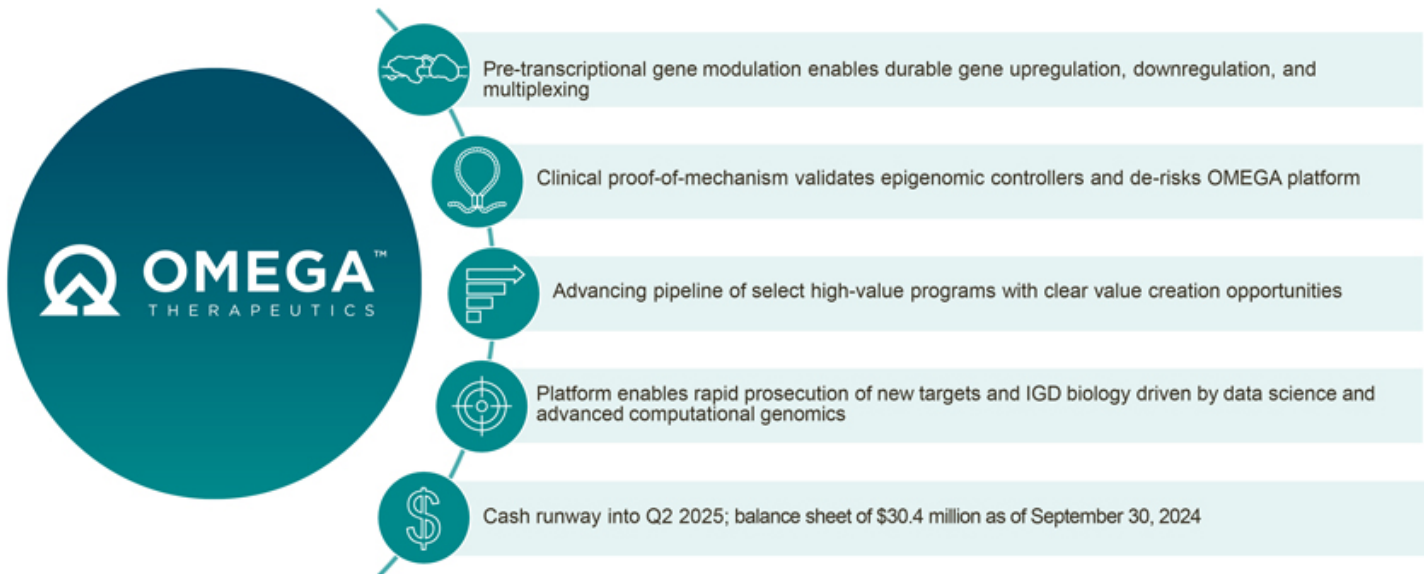 Pre-transcriptional gene modulation enables durable gene upregulation, downregulation, and
multiplexing
Clinical proof-of-mechanism validates epigenomic controllers and de-risks OMEGA platform
OMEGA™
THERAPEUTICS
Advancing pipeline of select high-value programs with clear value creation opportunities
Platform enables rapid prosecution of new targets and IGD biology driven by data science and
advanced computational genomics
$
Cash runway into Q2 2025; balance sheet of $30.4 million as of September 30, 2024